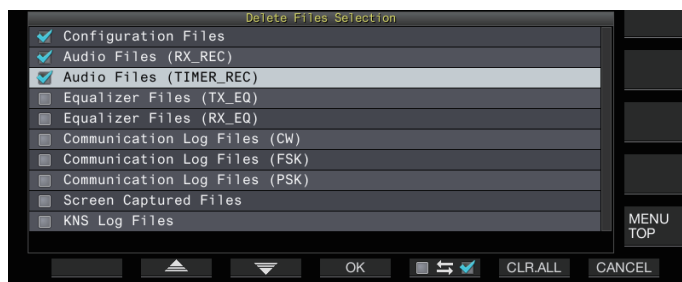 Delete Files Selection
Configuration Files
Audio Files (RX_REC)
Audio Files (TIMER_REC)
Equalizer Files (TX_EQ)
Equalizer Files (RX_EQ)
Communication Log Files (CW)
Communication Log Files (FSK)
Communication Log Files (PSK)
Screen Captured Files
KNS Log Files
MENU
TOP
OK
CLR.ALL
CANCEL